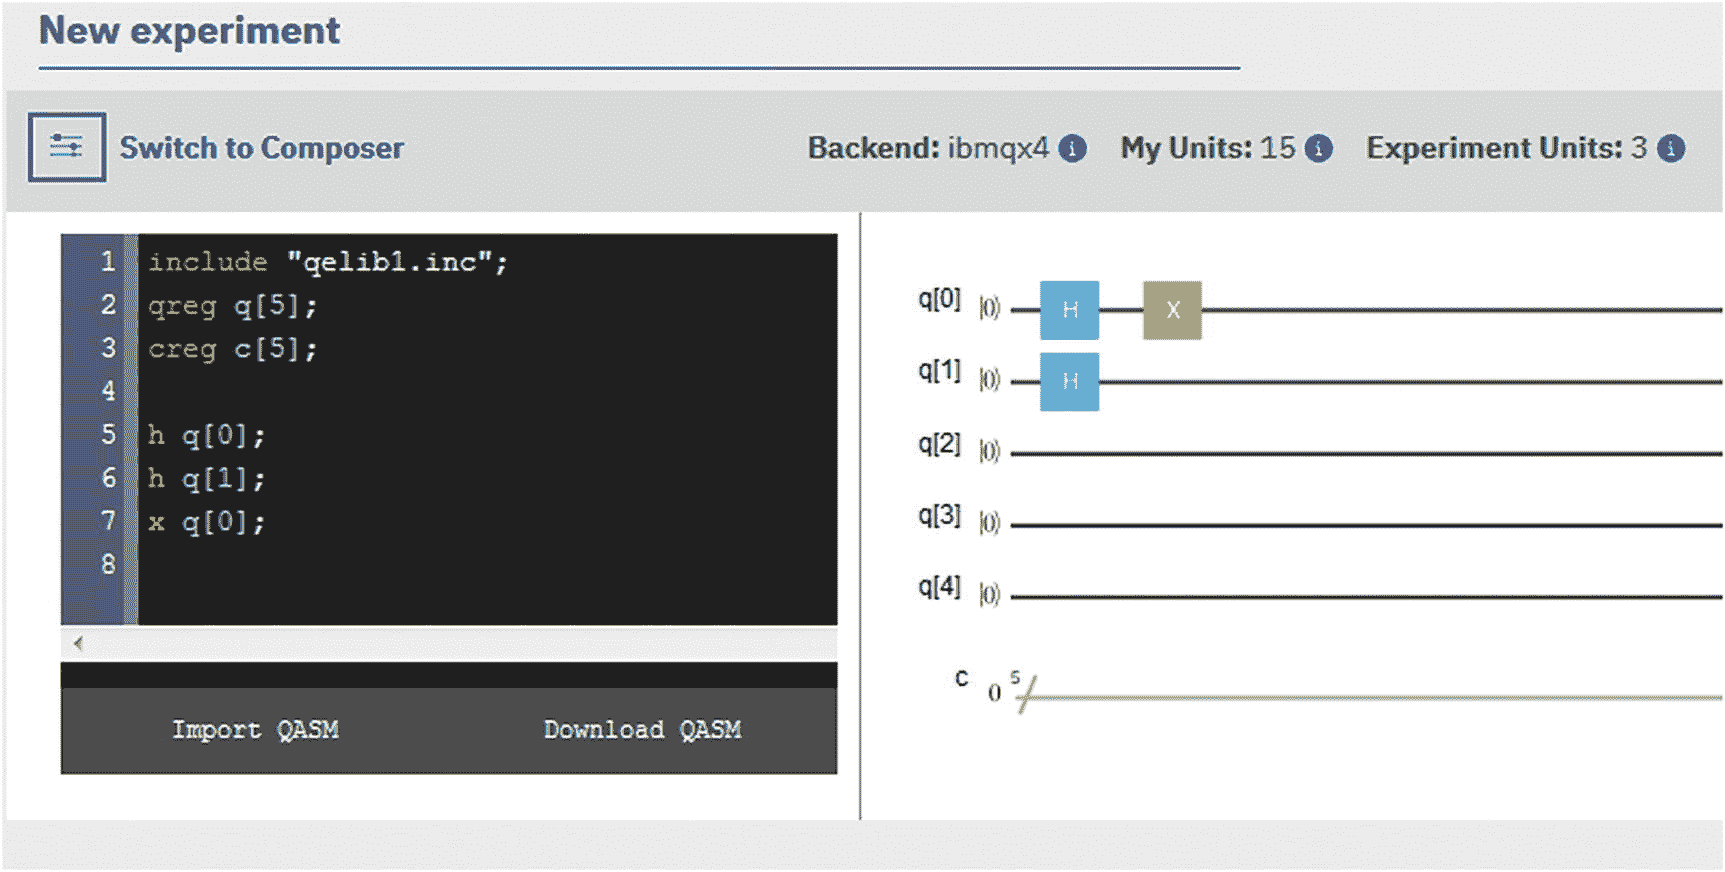 New experiment
Switch to Composer
Backend: ibmqx4 i My Units: 15 i Experiment Units: 3 i
1 include "qelib1.inc";
2 qreg q[5];
3 creg c[5];
4
5 h q[0];
6 h q[1];
7 x q[0];
8
Import QASM Download QASM
q[0] |0⟩ H X
q[1] |0⟩ H
q[2] |0⟩
q[3] |0⟩
q[4] |0⟩
c 0 5